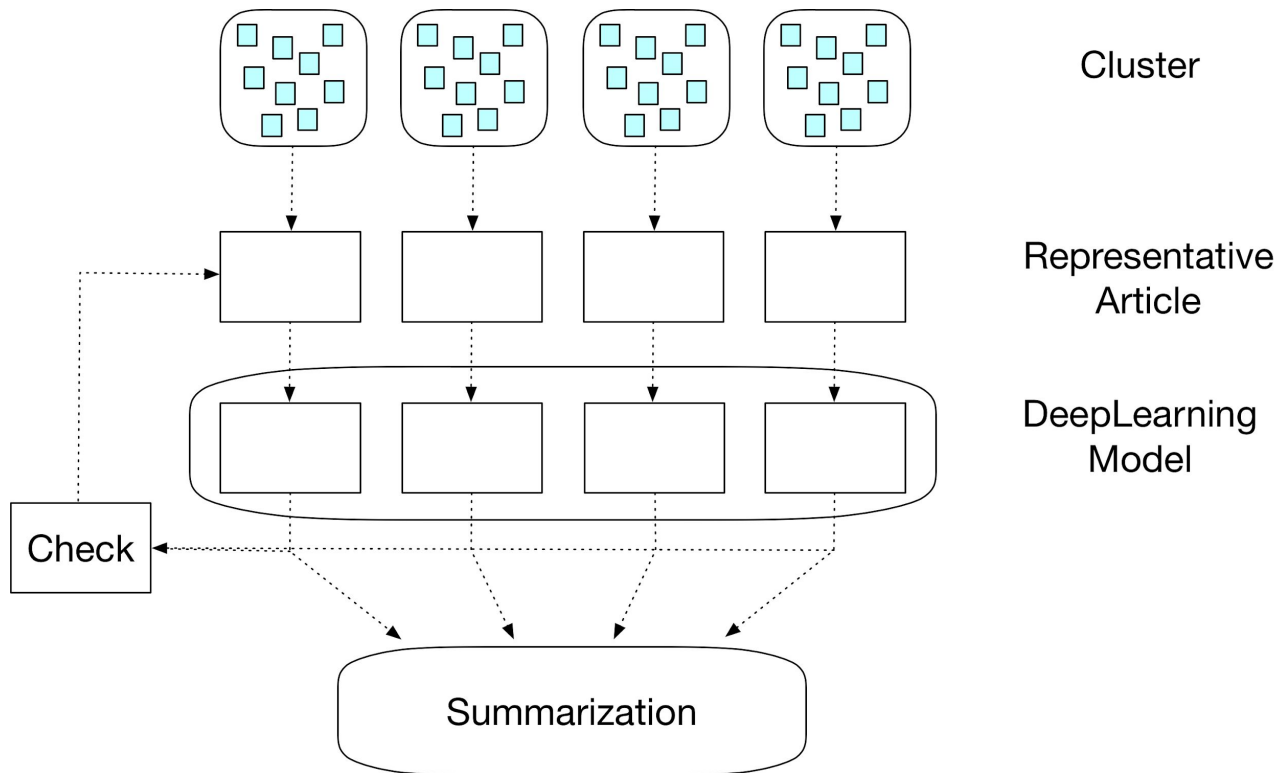 Cluster
Representative
Article
DeepLearning
Model
Check
Summarization